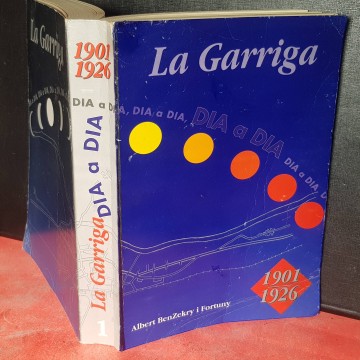 La Garriga
DIA a DIA, DIA a DIA, DIA a DIA
DIA a DIA, DIA
1901
1926
Albert BenZekry i Fortuny
1901
1926
DIA a DIA
La Garriga
1
La Garriga